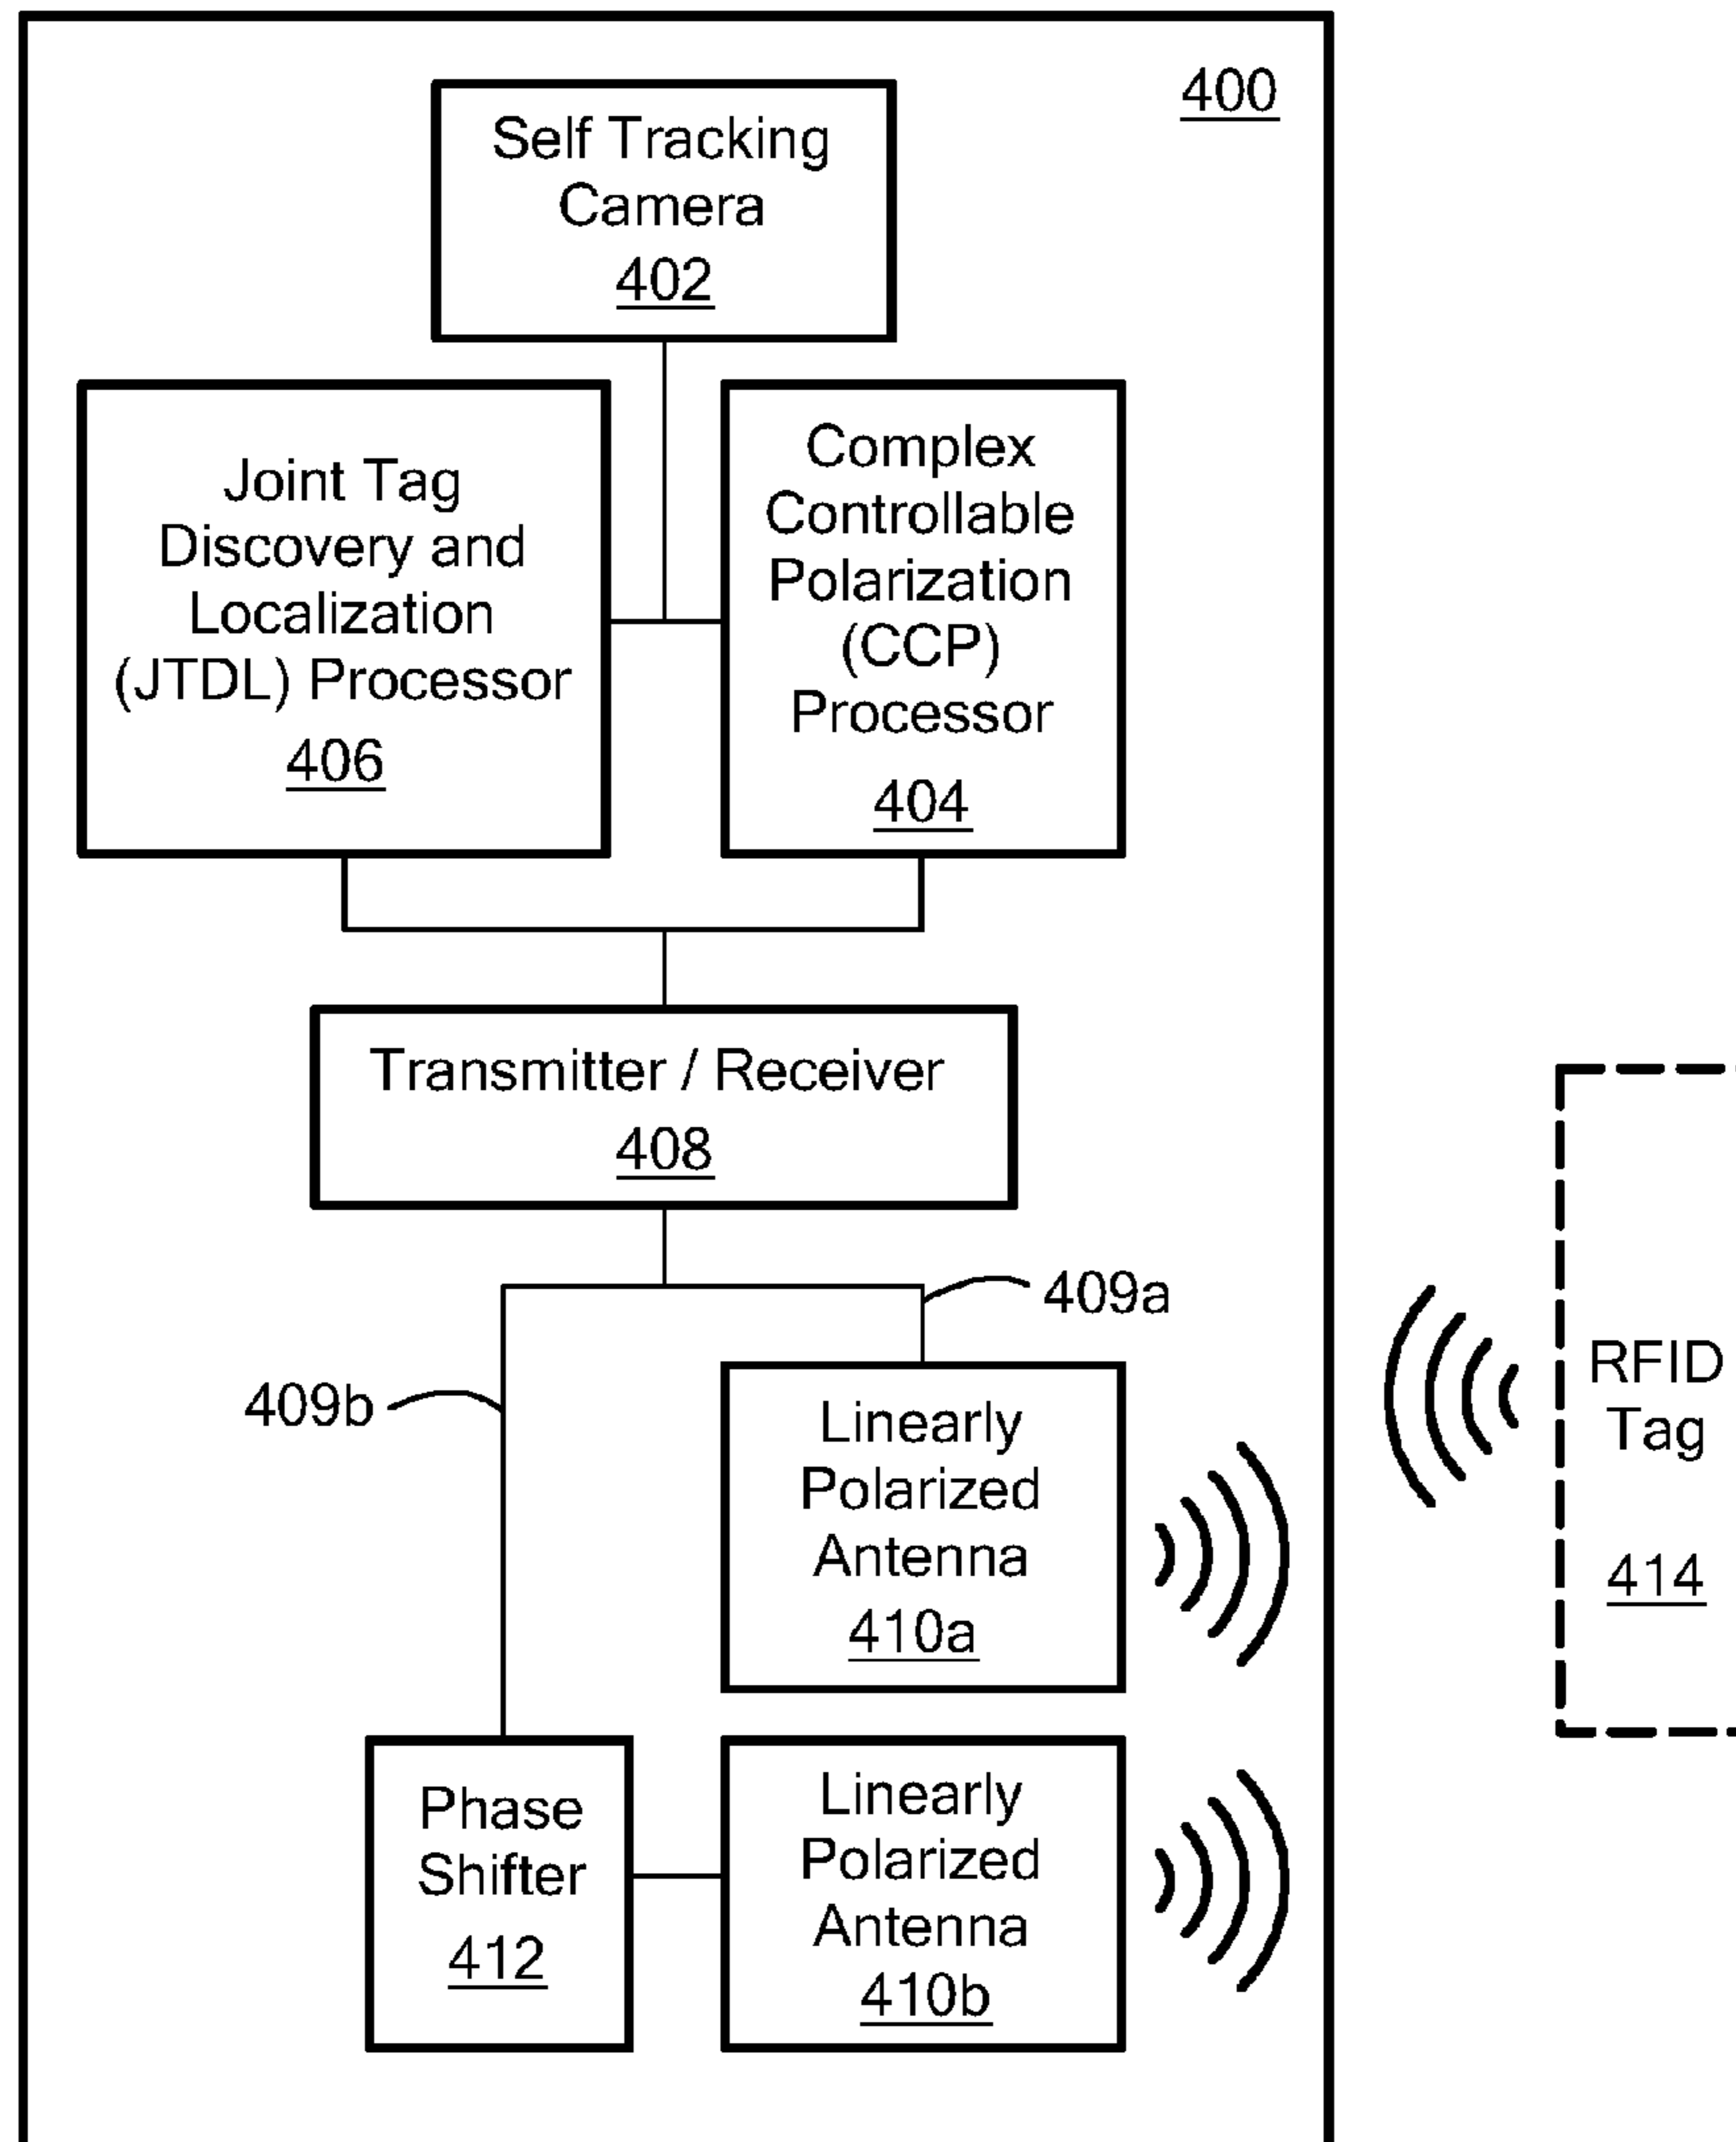 400
Self Tracking
Camera
402
Joint Tag
Discovery and
Localization
(JTDL) Processor
406
Complex
Controllable
Polarization
(CCP)
Processor
404
Transmitter / Receiver
408
409a
409b
Linearly
Polarized
Antenna
410a
RFID
Tag
414
Phase
Shifter
412
Linearly
Polarized
Antenna
410b